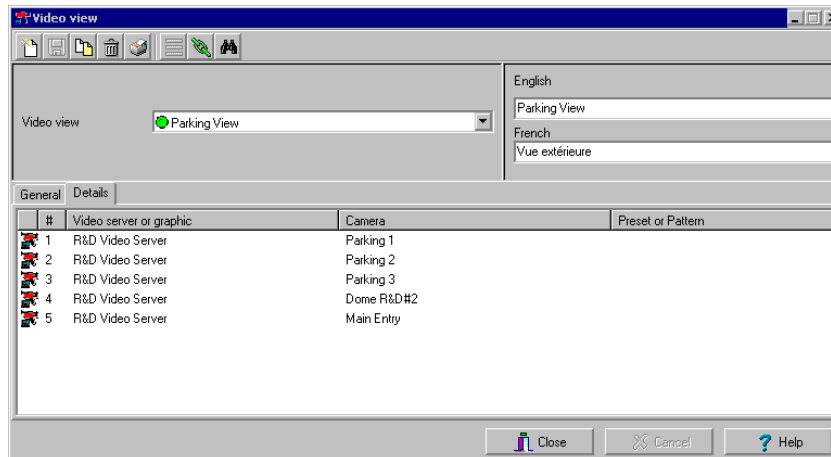 Video view
English
Parking View
Video view
Parking View
French
Vue extérieure
General Details
# Video server or graphic Camera Preset or Pattern
1 R&D Video Server Parking 1
2 R&D Video Server Parking 2
3 R&D Video Server Parking 3
4 R&D Video Server Dome R&D#2
5 R&D Video Server Main Entry
Close Cancel ? Help